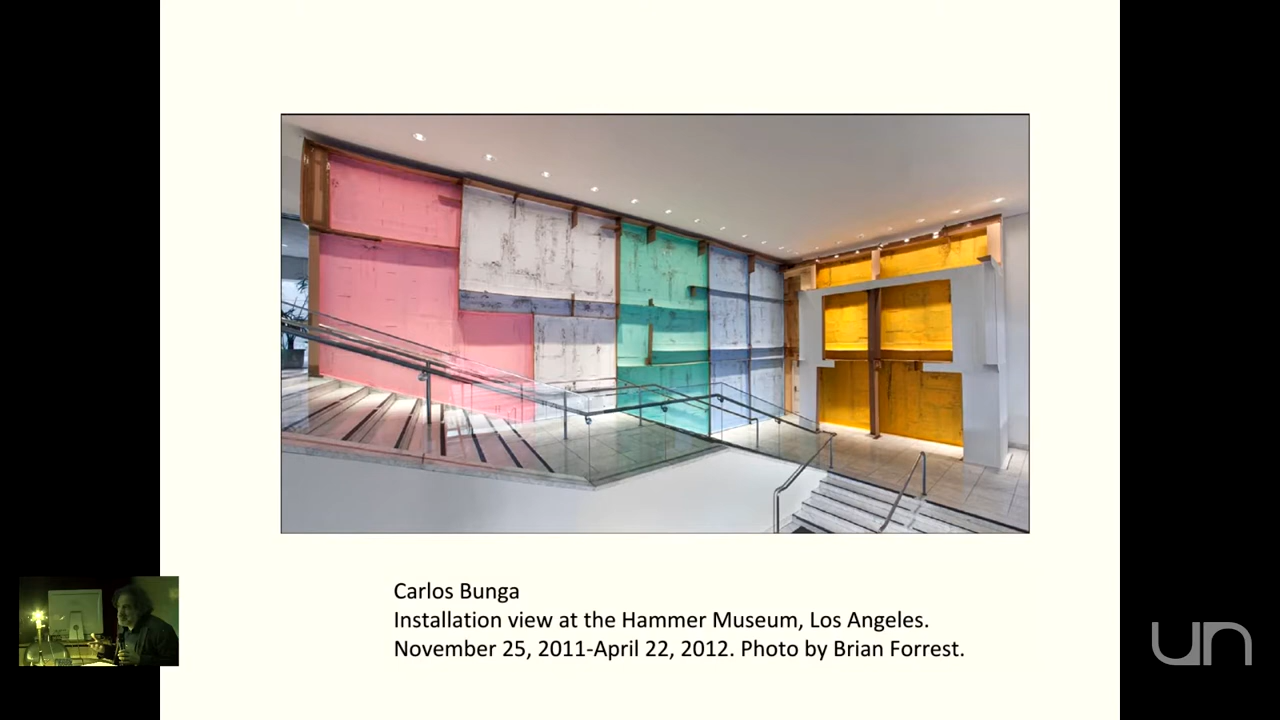 Carlos Bunga
Installation view at the Hammer Museum, Los Angeles.
November 25, 2011-April 22, 2012. Photo by Brian Forrest.
un